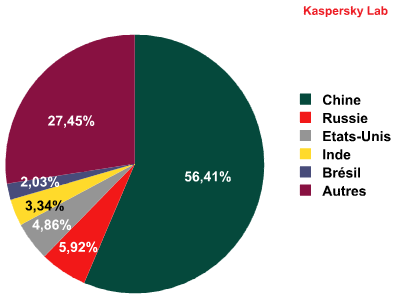 Kaspersky Lab
27,45%
2,03%
3,34%
4,86%
5,92%
56,41%
Chine
Russie
Etats-Unis
Inde
Brésil
Autres